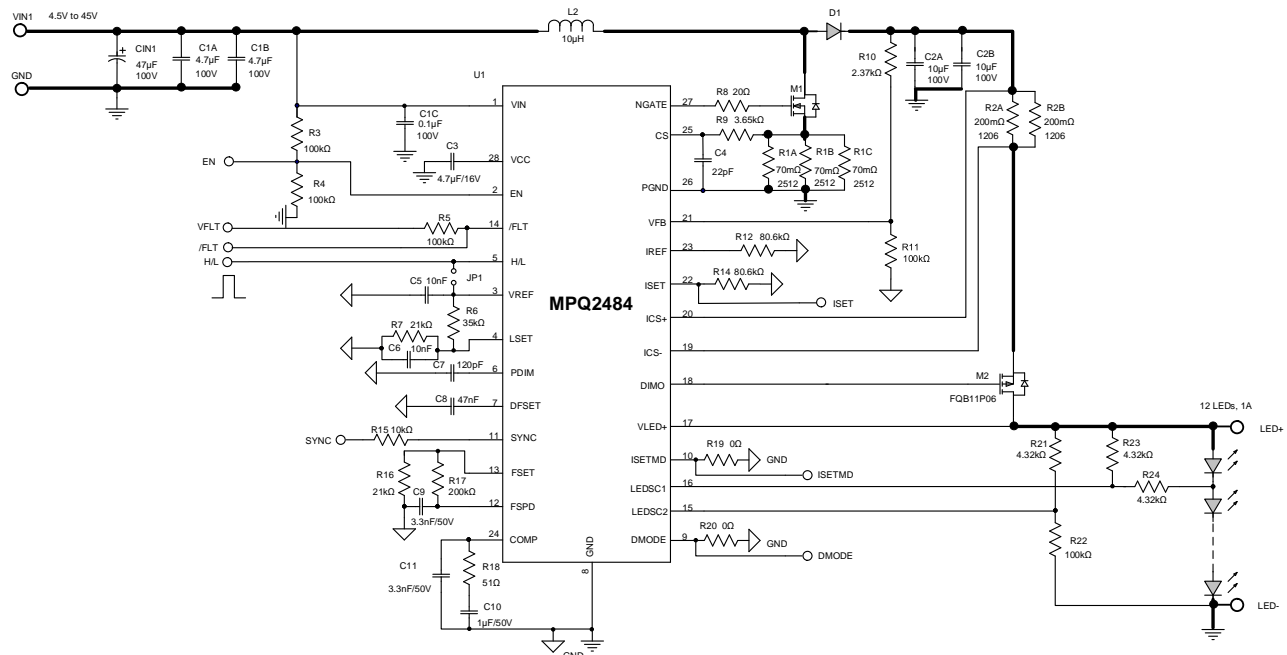 VIN1 4.5V to 45V
GND
CIN1
47µF
100V
C1A
4.7µF
100V
C1B
4.7µF
100V
L2
10µH
D1
R10
2.37kΩ
C2A
10µF
100V
C2B
10µF
100V
R2A
200mΩ
1206
R2B
200mΩ
1206
U1
1 VIN
C1C
0.1µF
100V
R3
100kΩ
EN
R4
100kΩ
C3
4.7µF/16V
28 VCC
2 EN
VFLT
R5
100kΩ
14 /FLT
/FLT
H/L
5 H/L
JP1
C5 10nF
3 VREF
R6
35kΩ
R7 21kΩ
C6 10nF
4 LSET
C7 120pF
6 PDIM
C8 47nF
7 DFSET
SYNC
R15 10kΩ
11 SYNC
R16
21kΩ
R17
200kΩ
13 FSET
C9
3.3nF/50V
12 FSPD
24 COMP
C11
3.3nF/50V
R18
51Ω
C10
1µF/50V
GND
8
GND
MPQ2484
NGATE 27
R8 20Ω
M1
CS 25
R9 3.65kΩ
C4
22pF
R1A
70mΩ
2512
R1B
70mΩ
2512
R1C
70mΩ
2512
PGND 26
VFB 21
R11
100kΩ
IREF 23
R12 80.6kΩ
ISET 22
R14 80.6kΩ
ISET
ICS+ 20
ICS- 19
DIMO 18
M2
FQB11P06
VLED+ 17
12 LEDs, 1A
LED+
ISETMD 10
R19 0Ω
GND
ISETMD
R21
4.32kΩ
R23
4.32kΩ
LEDSC1 16
R24
4.32kΩ
LEDSC2 15
R22
100kΩ
DMODE 9
R20 0Ω
GND
DMODE
LED-